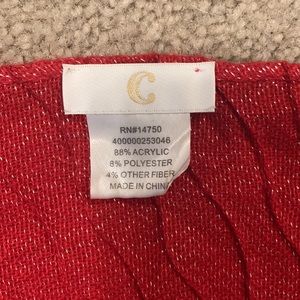 C
RN#14750
400000253046
88% ACRYLIC
8% POLYESTER
4% OTHER FIBER
MADE IN CHINA